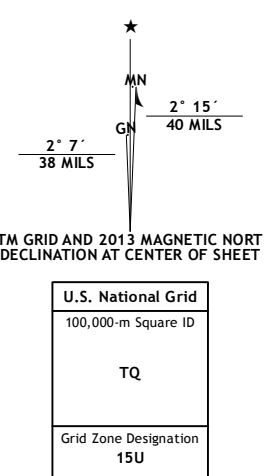 ★
MN
2° 15´
GN
40 MILS
2° 7´
38 MILS
TM GRID AND 2013 MAGNETIC NORT
DECLINATION AT CENTER OF SHEET
U.S. National Grid
100,000-m Square ID
TQ
Grid Zone Designation
15U